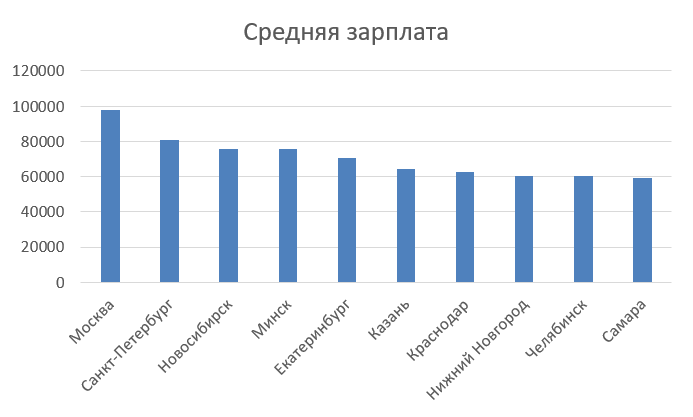 Средняя зарплата
120000
100000
80000
60000
40000
20000
0
Москва
Санкт-Петербург
Новосибирск
Минск
Екатеринбург
Казань
Краснодар
Нижний Новгород
Челябинск
Самара